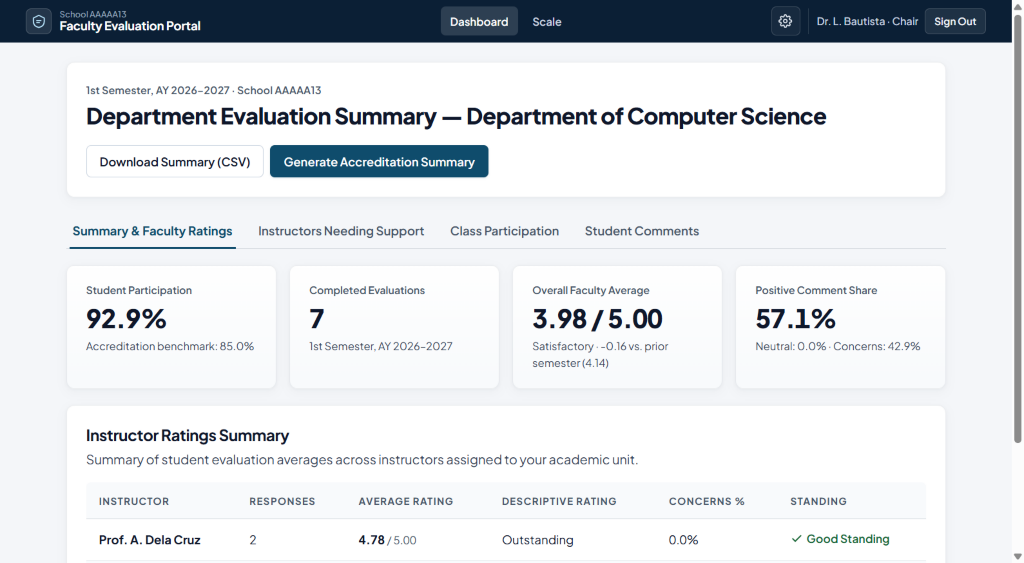 School AAAAA13
Faculty Evaluation Portal
Dashboard
Scale
Dr. L. Bautista · Chair
Sign Out
1st Semester, AY 2026–2027 · School AAAAA13
Department Evaluation Summary — Department of Computer Science
Download Summary (CSV)
Generate Accreditation Summary
Summary & Faculty Ratings
Instructors Needing Support
Class Participation
Student Comments
Student Participation
92.9%
Accreditation benchmark: 85.0%
Completed Evaluations
7
1st Semester, AY 2026–2027
Overall Faculty Average
3.98 / 5.00
Satisfactory · -0.16 vs. prior
semester (4.14)
Positive Comment Share
57.1%
Neutral: 0.0% · Concerns: 42.9%
Instructor Ratings Summary
Summary of student evaluation averages across instructors assigned to your academic unit.
INSTRUCTOR RESPONSES AVERAGE RATING DESCRIPTIVE RATING CONCERNS % STANDING
Prof. A. Dela Cruz 2 4.78 / 5.00 Outstanding 0.0% ✓ Good Standing